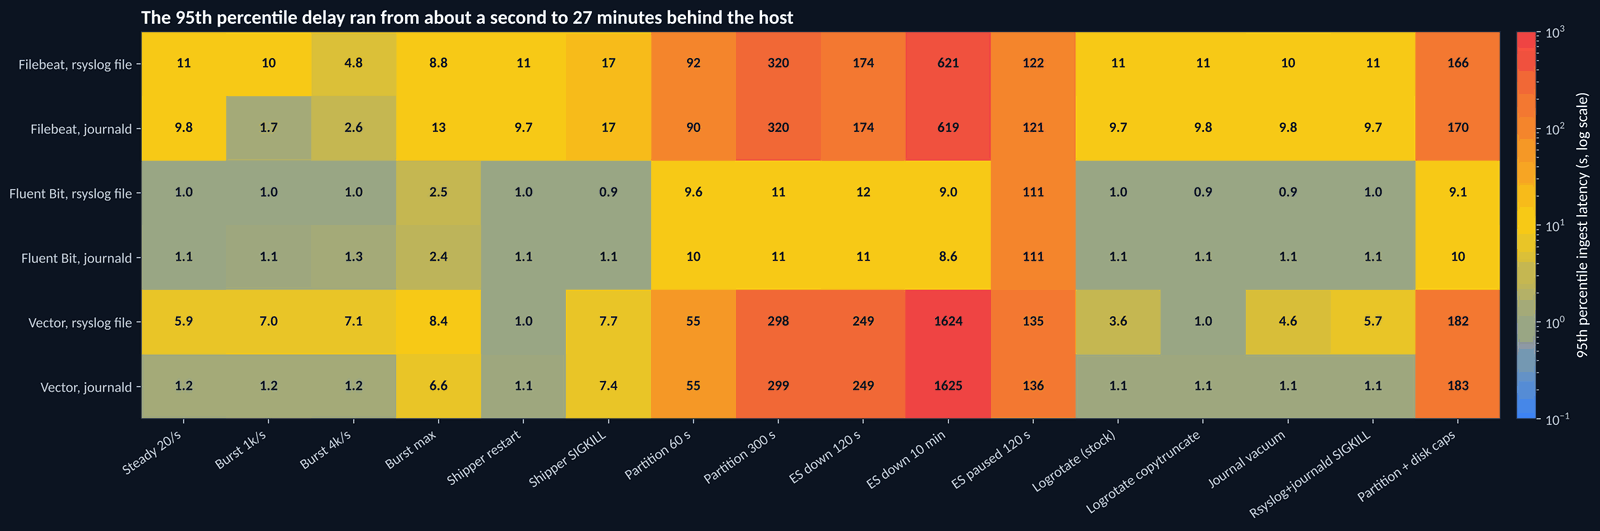 The 95th percentile delay ran from about a second to 27 minutes behind the host
Filebeat, rsyslog file 11 10 4.8 8.8 11 17 92 320 174 621 122 11 11 10 11 166
Filebeat, journald 9.8 1.7 2.6 13 9.7 17 90 320 174 619 121 9.7 9.8 9.8 9.7 170
Fluent Bit, rsyslog file 1.0 1.0 1.0 2.5 1.0 0.9 9.6 11 12 9.0 111 1.0 0.9 0.9 1.0 9.1
Fluent Bit, journald 1.1 1.1 1.3 2.4 1.1 1.1 10 11 11 8.6 111 1.1 1.1 1.1 1.1 10
Vector, rsyslog file 5.9 7.0 7.1 8.4 1.0 7.7 55 298 249 1624 135 3.6 1.0 4.6 5.7 182
Vector, journald 1.2 1.2 1.2 6.6 1.1 7.4 55 299 249 1625 136 1.1 1.1 1.1 1.1 183
Steady 20/s
Burst 1k/s
Burst 4k/s
Burst max
Shipper restart
Shipper SIGKILL
Partition 60 s
Partition 300 s
ES down 120 s
ES down 10 min
ES paused 120 s
Logrotate (stock)
Logrotate copytruncate
Journal vacuum
Rsyslog+journald SIGKILL
Partition + disk caps
10³
10²
10¹
10⁰
10⁻¹
95th percentile ingest latency (s, log scale)